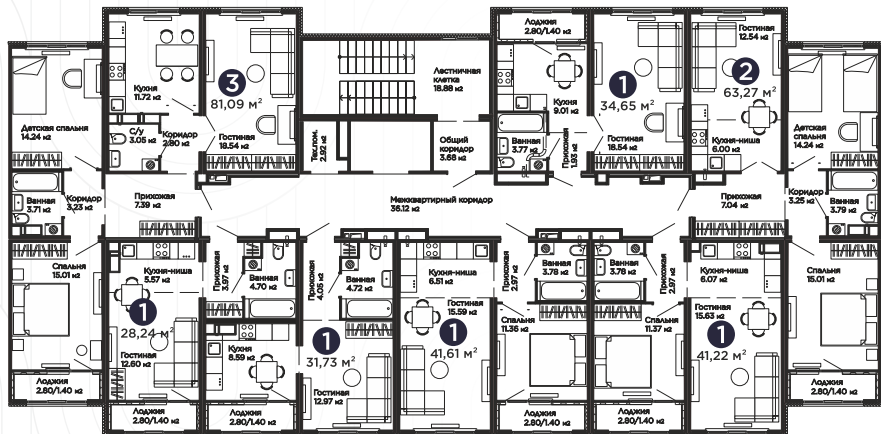 Лоджия
2.80/1.40 м2
Гостиная
12.54 м2
Кухня
11.72 м2
3
81,09 м²
Лестничная
клетка
18.88 м2
Кухня
9.01 м2
1
34,65 м²
2
63,27 м²
Детская спальня
14.24 м2
С/у
3.05 м2
Коридор
2.80 м2
Гостиная
18.54 м2
Тех.пом.
2.92 м2
Общий
коридор
3.68 м2
Ванная
3.77 м2
Прихожая
1.93 м2
Гостиная
18.54 м2
Кухня-ниша
6.00 м2
Детская
спальня
14.24 м2
Ванная
3.71 м2
Коридор
3.23 м2
Прихожая
7.39 м2
Межквартирный коридор
36.12 м2
Прихожая
7.04 м2
Коридор
3.25 м2
Ванная
3.79 м2
Спальня
15.01 м2
Кухня-ниша
5.57 м2
Прихожая
3.97 м2
Ванная
4.70 м2
Прихожая
4.05 м2
Ванная
4.72 м2
Кухня-ниша
6.51 м2
Прихожая
2.97 м2
Ванная
3.78 м2
Ванная
3.78 м2
Прихожая
2.97 м2
Кухня-ниша
6.07 м2
Спальня
15.01 м2
1
28,24 м²
Гостиная
12.60 м2
Кухня
8.59 м2
1
31,73 м²
Гостиная
12.97 м2
Гостиная
15.59 м2
1
41,61 м²
Спальня
11.36 м2
Спальня
11.37 м2
Гостиная
15.63 м2
1
41,22 м²
Лоджия
2.80/1.40 м2
Лоджия
2.80/1.40 м2
Лоджия
2.80/1.40 м2
Лоджия
2.80/1.40 м2
Лоджия
2.80/1.40 м2
Лоджия
2.80/1.40 м2